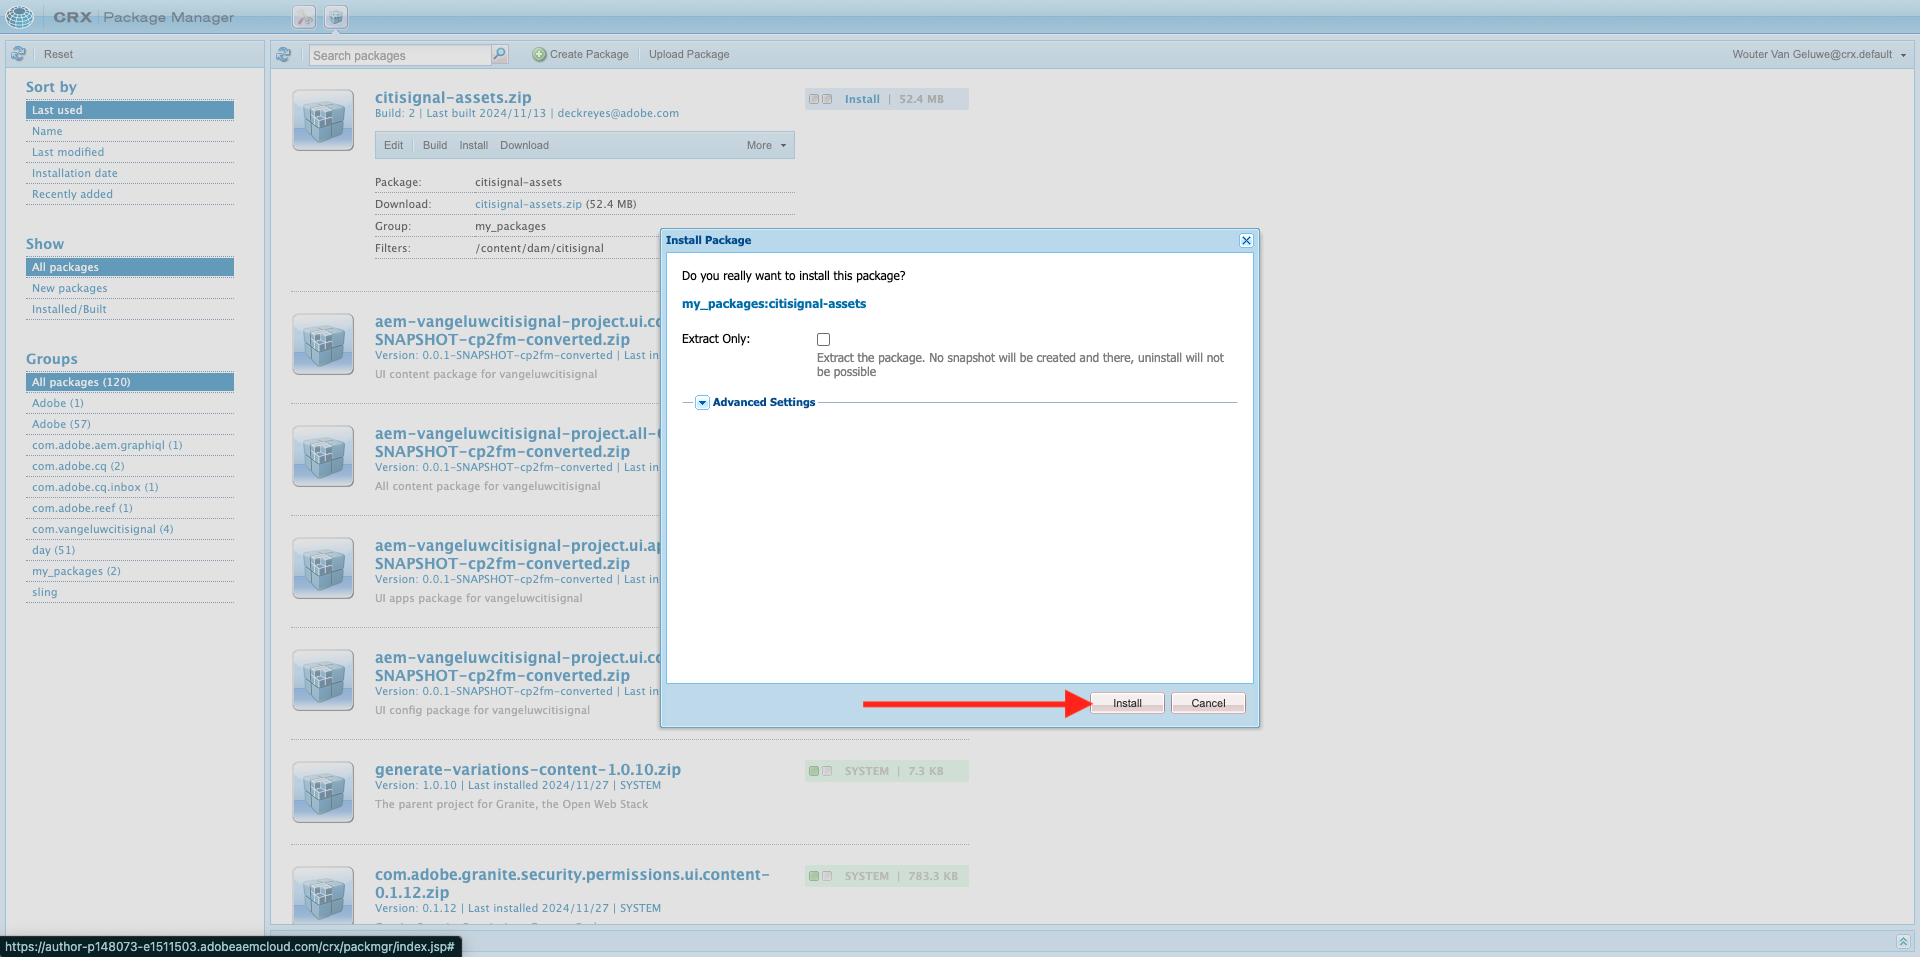 CRX Package Manager
Reset
Search packages
Create Package
Upload Package
Wouter Van Geluwe@crx.default
Sort by
Last used
Name
Last modified
Installation date
Recently added
Show
All packages
New packages
Installed/Built
Groups
All packages (120)
Adobe (1)
Adobe (57)
com.adobe.aem.graphiql (1)
com.adobe.cq (2)
com.adobe.cq.inbox (1)
com.adobe.reef (1)
com.vangeluwcitisignal (4)
day (51)
my_packages (2)
sling
citisignal-assets.zip
Build: 2 | Last built 2024/11/13 | deckreyes@adobe.com
Install | 52.4 MB
Edit Build Install Download More
Package: citisignal-assets
Download: citisignal-assets.zip (52.4 MB)
Group: my_packages
Filters: /content/dam/citisignal
aem-vangeluwcitisignal-project.ui.co
SNAPSHOT-cp2fm-converted.zip
Version: 0.0.1-SNAPSHOT-cp2fm-converted | Last in
UI content package for vangeluwcitisignal
aem-vangeluwcitisignal-project.all-
SNAPSHOT-cp2fm-converted.zip
Version: 0.0.1-SNAPSHOT-cp2fm-converted | Last in
All content package for vangeluwcitisignal
aem-vangeluwcitisignal-project.ui.ap
SNAPSHOT-cp2fm-converted.zip
Version: 0.0.1-SNAPSHOT-cp2fm-converted | Last in
UI apps package for vangeluwcitisignal
aem-vangeluwcitisignal-project.ui.co
SNAPSHOT-cp2fm-converted.zip
Version: 0.0.1-SNAPSHOT-cp2fm-converted | Last in
UI config package for vangeluwcitisignal
generate-variations-content-1.0.10.zip
Version: 1.0.10 | Last installed 2024/11/27 | SYSTEM
The parent project for Granite, the Open Web Stack
SYSTEM | 7.3 KB
com.adobe.granite.security.permissions.ui.content-
0.1.12.zip
Version: 0.1.12 | Last installed 2024/11/27 | SYSTEM
SYSTEM | 783.3 KB
Install Package
Do you really want to install this package?
my_packages:citisignal-assets
Extract Only:
Extract the package. No snapshot will be created and there, uninstall will not
be possible
Advanced Settings
Install
Cancel
https://author-p148073-e1511503.adobeaemcloud.com/crx/packmgr/index.jsp#